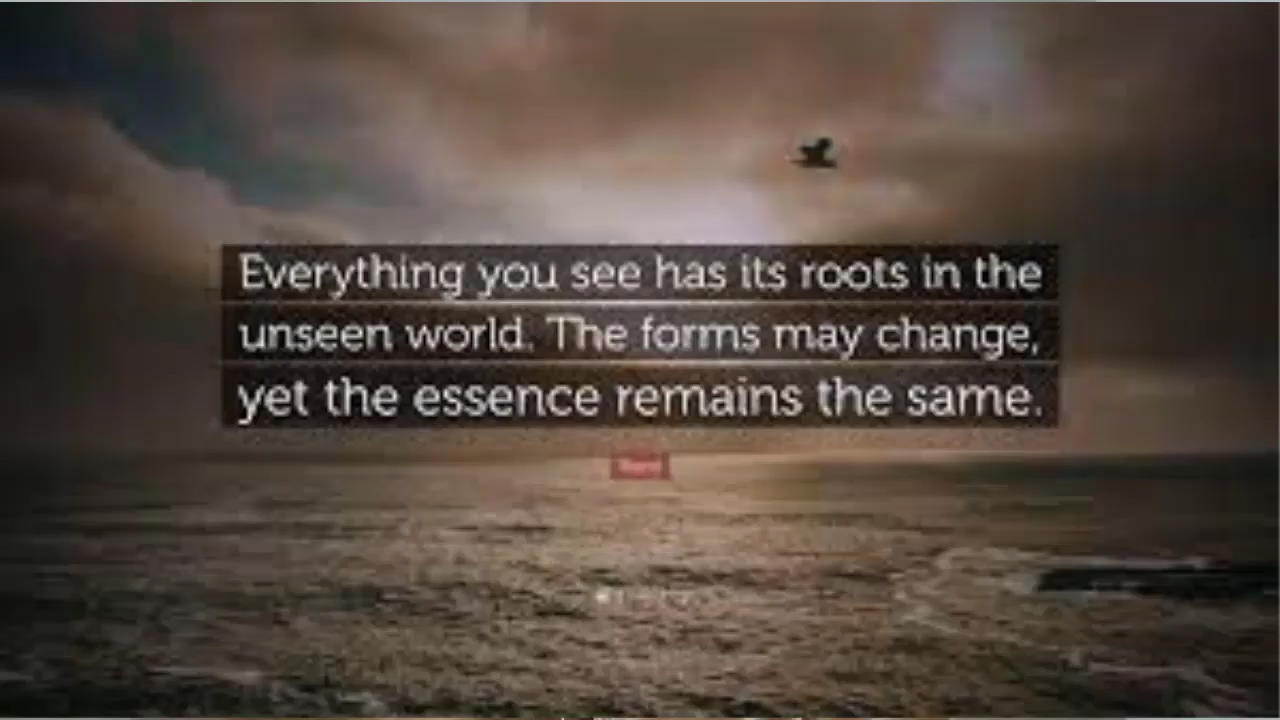 Everything you see has its roots in the
unseen world. The forms may change,
yet the essence remains the same.